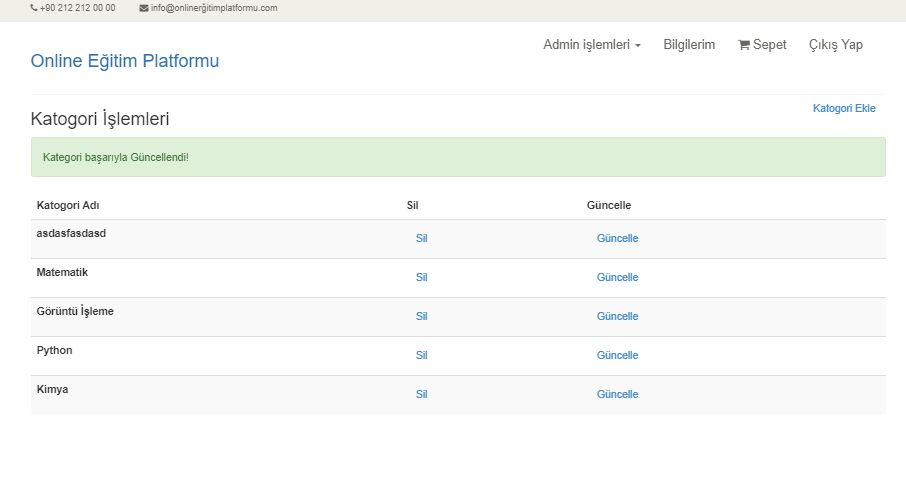 +90 212 212 00 00 info@onlinerğitimplatformu.com
Admin işlemleri Bilgilerim Sepet Çıkış Yap
Online Eğitim Platformu
Katogori Ekle
Katogori İşlemleri
Kategori başarıyla Güncellendi!
Katogori Adı Sil Güncelle
asdasfasdasd Sil Güncelle
Matematik Sil Güncelle
Görüntü İşleme Sil Güncelle
Python Sil Güncelle
Kimya Sil Güncelle